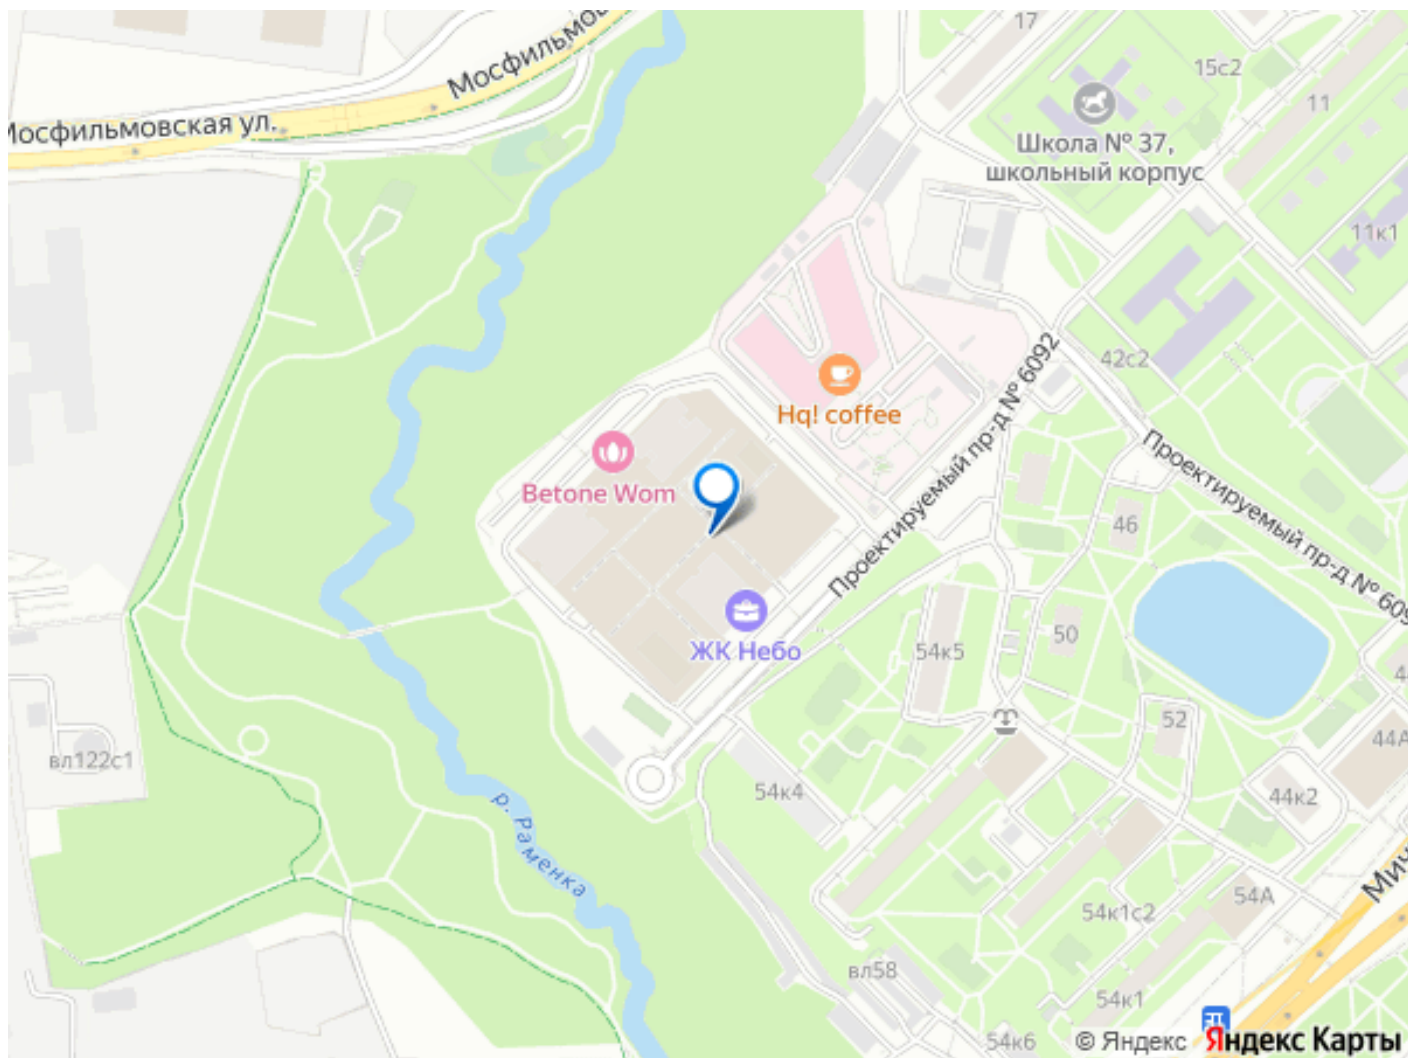 17
15с2
Мосфильмов
Мосфильмовская ул.
11
Школа № 37,
школьный корпус
11к1
42с2
Проектируемый пр-д № 6092
Hq! coffee
Проектируемый пр-д № 609
Betone Wom
46
50
ЖК Небо
54к5
52
44А
вл122с1
54к4
44к2
р. Раменка
Мич
54А
54к1с2
вл58
54к1
54к6
© Яндекс Яндекс Карты